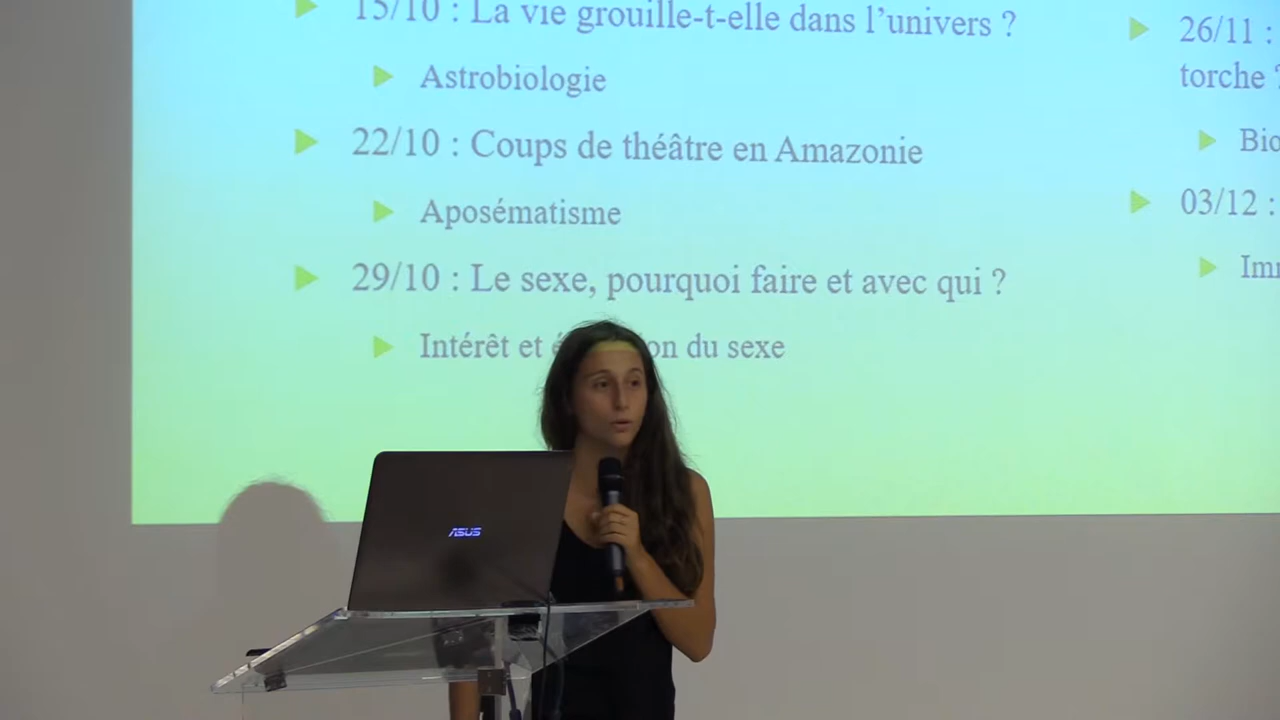 15/10 : La vie grouille-t-elle dans l'univers ?
Astrobiologie
22/10 : Coups de théâtre en Amazonie
Aposématisme
29/10 : Le sexe, pourquoi faire et avec qui ?
Intérêt et du sexe
26/11 :
torche ?
03/12 :
ASUS